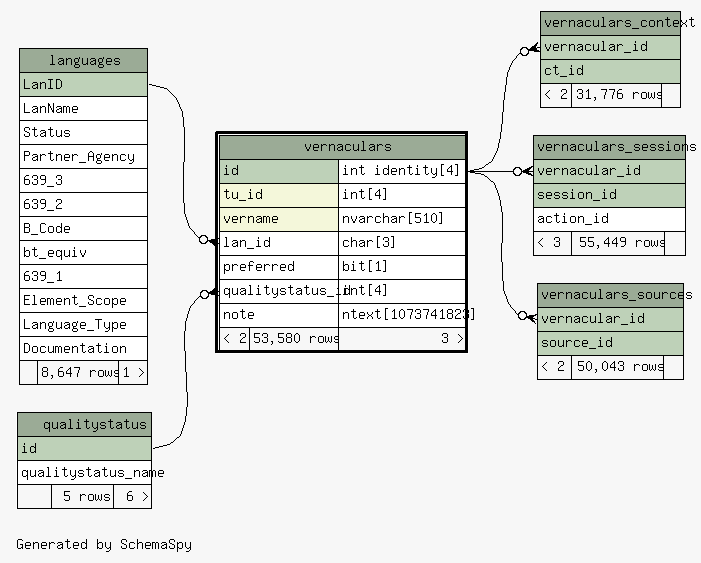 languages
LanID
LanName
Status
Partner_Agency
639_3
639_2
B_Code
bt_equiv
639_1
Element_Scope
Language_Type
Documentation
8,647 rows 1 >
qualitystatus
id
qualitystatus_name
5 rows 6 >
vernaculars
id int identity[4]
tu_id int[4]
vername nvarchar[510]
lan_id char[3]
preferred bit[1]
qualitystatus_id int[4]
note ntext[1073741823]
< 2 53,580 rows 3 >
vernaculars_context
vernacular_id
ct_id
< 2 31,776 rows
vernaculars_sessions
vernacular_id
session_id
action_id
< 3 55,449 rows
vernaculars_sources
vernacular_id
source_id
< 2 50,043 rows
Generated by SchemaSpy